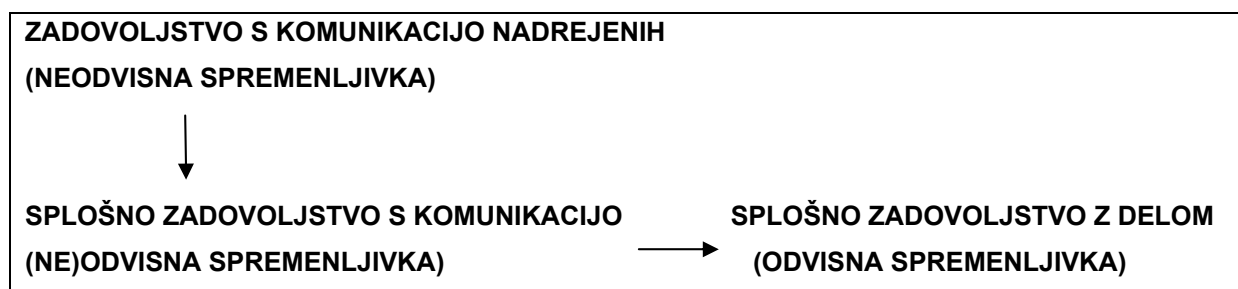 ZADOVOLJSTVO S KOMUNIKACIJO NADREJENIH
(NEODVISNA SPREMENLJIVKA)
SPLOŠNO ZADOVOLJSTVO S KOMUNIKACIJO SPLOŠNO ZADOVOLJSTVO Z DELOM
(NE)ODVISNA SPREMENLJIVKA) (ODVISNA SPREMENLJIVKA)